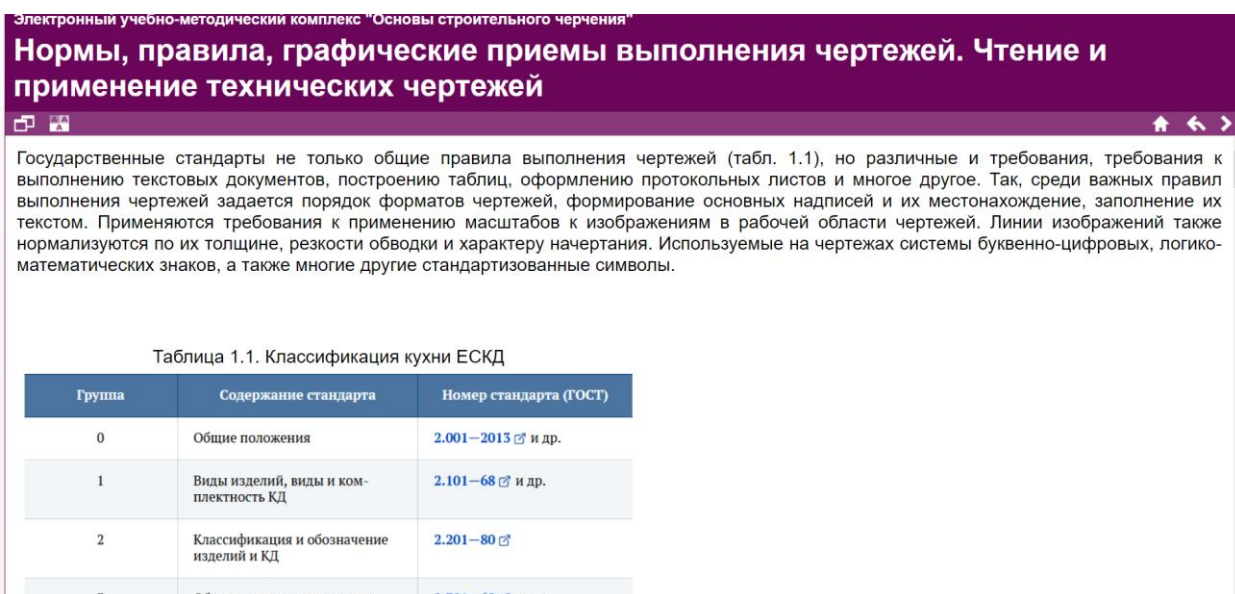 Электронный учебно-методический комплекс "Основы строительного черчения"
Нормы, правила, графические приемы выполнения чертежей. Чтение и
применение технических чертежей
Государственные стандарты не только общие правила выполнения чертежей (табл. 1.1), но различные и требования, требования к
выполнению текстовых документов, построению таблиц, оформлению протокольных листов и многое другое. Так, среди важных правил
выполнения чертежей задается порядок форматов чертежей, формирование основных надписей и их местонахождение, заполнение их
текстом. Применяются требования к применению масштабов к изображениям в рабочей области чертежей. Линии изображений также
нормализуются по их толщине, резкости обводки и характеру начертания. Используемые на чертежах системы буквенно-цифровых, логико-
математических знаков, а также многие другие стандартизованные символы.
Таблица 1.1. Классификация кухни ЕСКД
Группа Содержание стандарта Номер стандарта (ГОСТ)
0 Общие положения 2.001—2013 и др.
1 Виды изделий, виды и ком-
плектность КД 2.101—68 и др.
2 Классификация и обозначение
изделий и КД 2.201—80